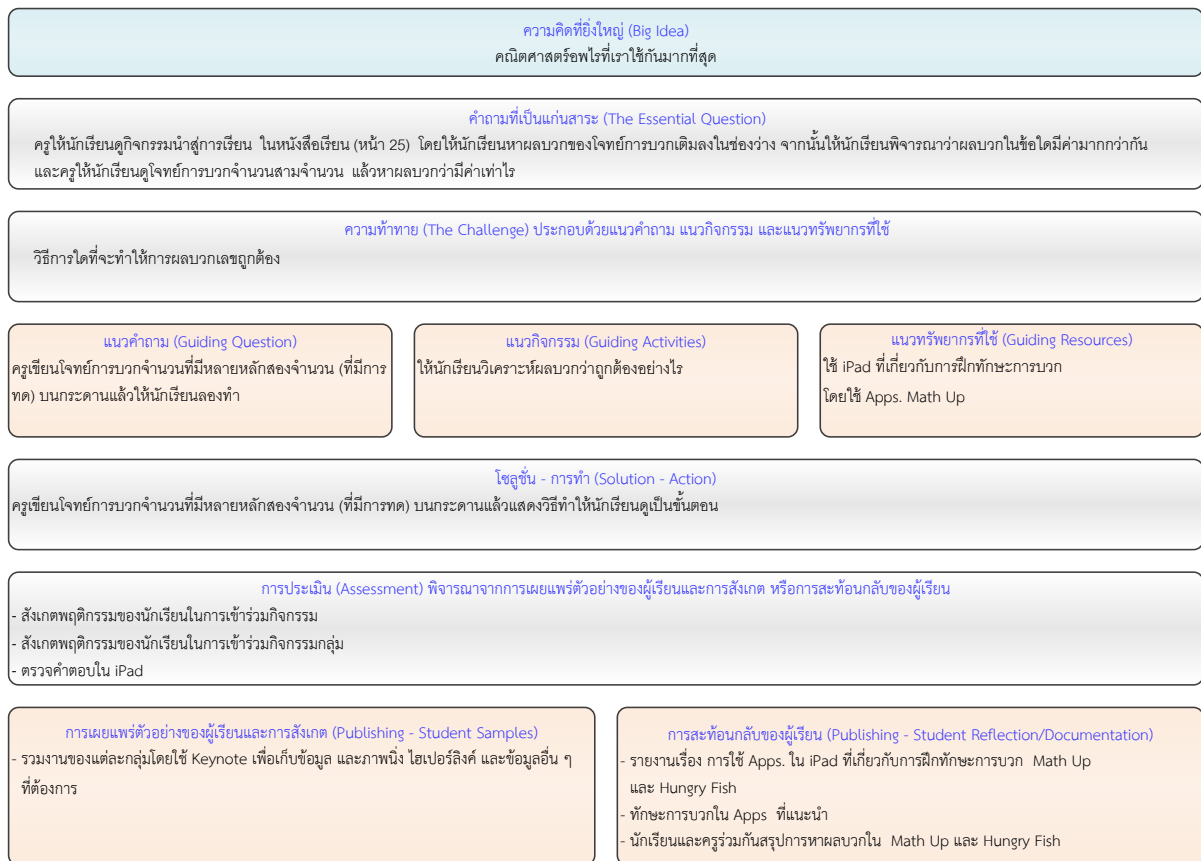 ความคิดที่ยิ่งใหญ่ (Big Idea)
คณิตศาสตร์อพไรที่เราใช้กันมากที่สุด
คำถามที่เป็นแก่นสาระ (The Essential Question)
ครูให้นักเรียนดูกิจกรรมนำสู่การเรียน ในหนังสือเรียน (หน้า 25) โดยให้นักเรียนหาผลบวกของโจทย์การบวกเติมลงในช่องว่าง จากนั้นให้นักเรียนพิจารณาว่าผลบวกในข้อใดมีค่ามากกว่ากัน
และครูให้นักเรียนดูโจทย์การบวกจำนวนสามจำนวน แล้วหาผลบวกว่ามีค่าเท่าไร
ความท้าทาย (The Challenge) ประกอบด้วยแนวคำถาม แนวกิจกรรม และแนวทรัพยากรที่ใช้
วิธีการใดที่จะทำให้การผลบวกเลขถูกต้อง
แนวคำถาม (Guiding Question)
ครูเขียนโจทย์การบวกจำนวนที่มีหลายหลักสองจำนวน (ที่มีการ
ทด) บนกระดานแล้วให้นักเรียนลองทำ
แนวกิจกรรม (Guiding Activities)
ให้นักเรียนวิเคราะห์ผลบวกว่าถูกต้องอย่างไร
แนวทรัพยากรที่ใช้ (Guiding Resources)
ใช้ iPad ที่เกี่ยวกับการฝึกทักษะการบวก
โดยใช้ Apps. Math Up
โซลูชั่น - การทำ (Solution - Action)
ครูเขียนโจทย์การบวกจำนวนที่มีหลายหลักสองจำนวน (ที่มีการทด) บนกระดานแล้วแสดงวิธีทำให้นักเรียนดูเป็นขั้นตอน
การประเมิน (Assessment) พิจารณาจากการเผยแพร่ตัวอย่างของผู้เรียนและการสังเกต หรือการสะท้อนกลับของผู้เรียน
- สังเกตพฤติกรรมของนักเรียนในการเข้าร่วมกิจกรรม
- สังเกตพฤติกรรมของนักเรียนในการเข้าร่วมกิจกรรมกลุ่ม
- ตรวจคำตอบใน iPad
การเผยแพร่ตัวอย่างของผู้เรียนและการสังเกต (Publishing - Student Samples)
- รวมงานของแต่ละกลุ่มโดยใช้ Keynote เพื่อเก็บข้อมูล และภาพนิ่ง ไฮเปอร์ลิงค์ และข้อมูลอื่น ๆ
ที่ต้องการ
การสะท้อนกลับของผู้เรียน (Publishing - Student Reflection/Documentation)
- รายงานเรื่อง การใช้ Apps. ใน iPad ที่เกี่ยวกับการฝึกทักษะการบวก Math Up
และ Hungry Fish
- ทักษะการบวกใน Apps ที่แนะนำ
- นักเรียนและครูร่วมกันสรุปการหาผลบวกใน Math Up และ Hungry Fish